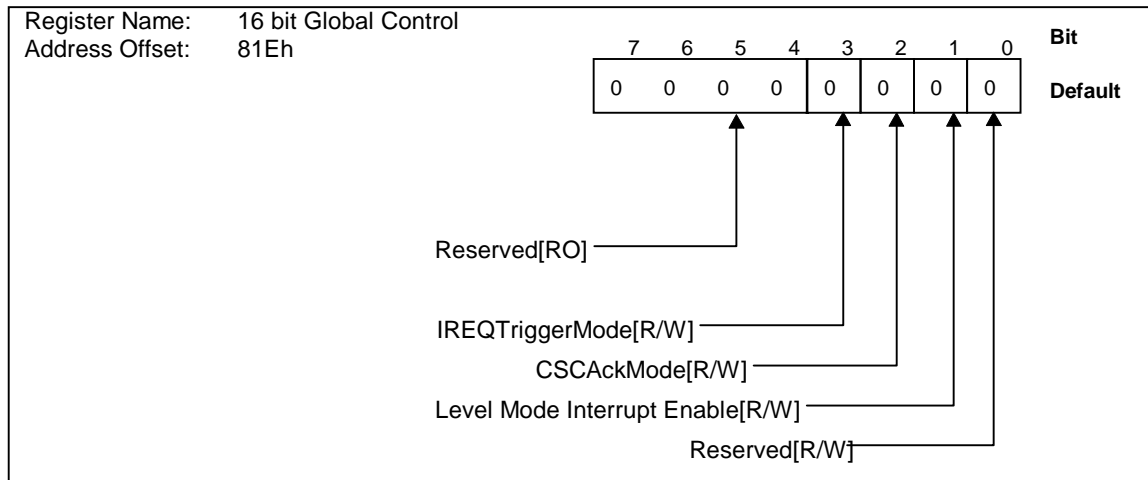 Register Name: 16 bit Global Control
Address Offset: 81Eh
7 6 5 4 3 2 1 0 Bit
0 0 0 0 0 0 0 0 Default
Reserved[RO]
IREQTriggerMode[R/W]
CSCAckMode[R/W]
Level Mode Interrupt Enable[R/W]
Reserved[R/W]